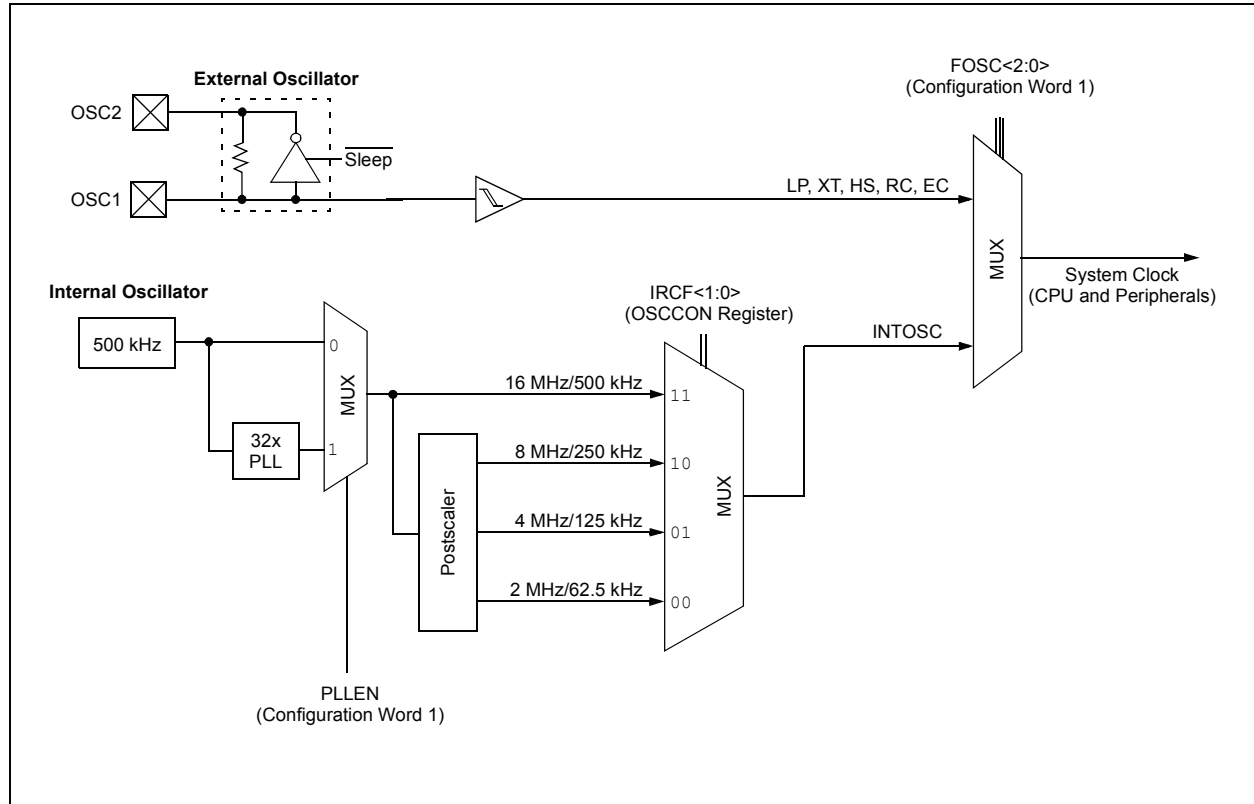 FOSC<2:0>
(Configuration Word 1)
External Oscillator
OSC2
Sleep
OSC1
LP, XT, HS, RC, EC
MUX
System Clock
(CPU and Peripherals)
Internal Oscillator
500 kHz
0
MUX
1
32x
PLL
IRCF<1:0>
(OSCCON Register)
INTOSC
16 MHz/500 kHz
11
8 MHz/250 kHz
10
MUX
Postscaler
4 MHz/125 kHz
01
2 MHz/62.5 kHz
00
PLLEN
(Configuration Word 1)